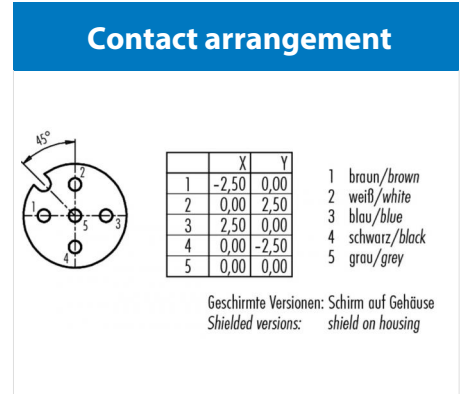 Contact arrangement
45°
2
1
5
3
4
X Y
1 -2,50 0,00
2 0,00 2,50
3 2,50 0,00
4 0,00 -2,50
5 0,00 0,00
1 braun/brown
2 weiß/white
3 blau/blue
4 schwarz/black
5 grau/grey
Geschirmte Versionen: Schirm auf Gehäuse
Shielded versions: shield on housing